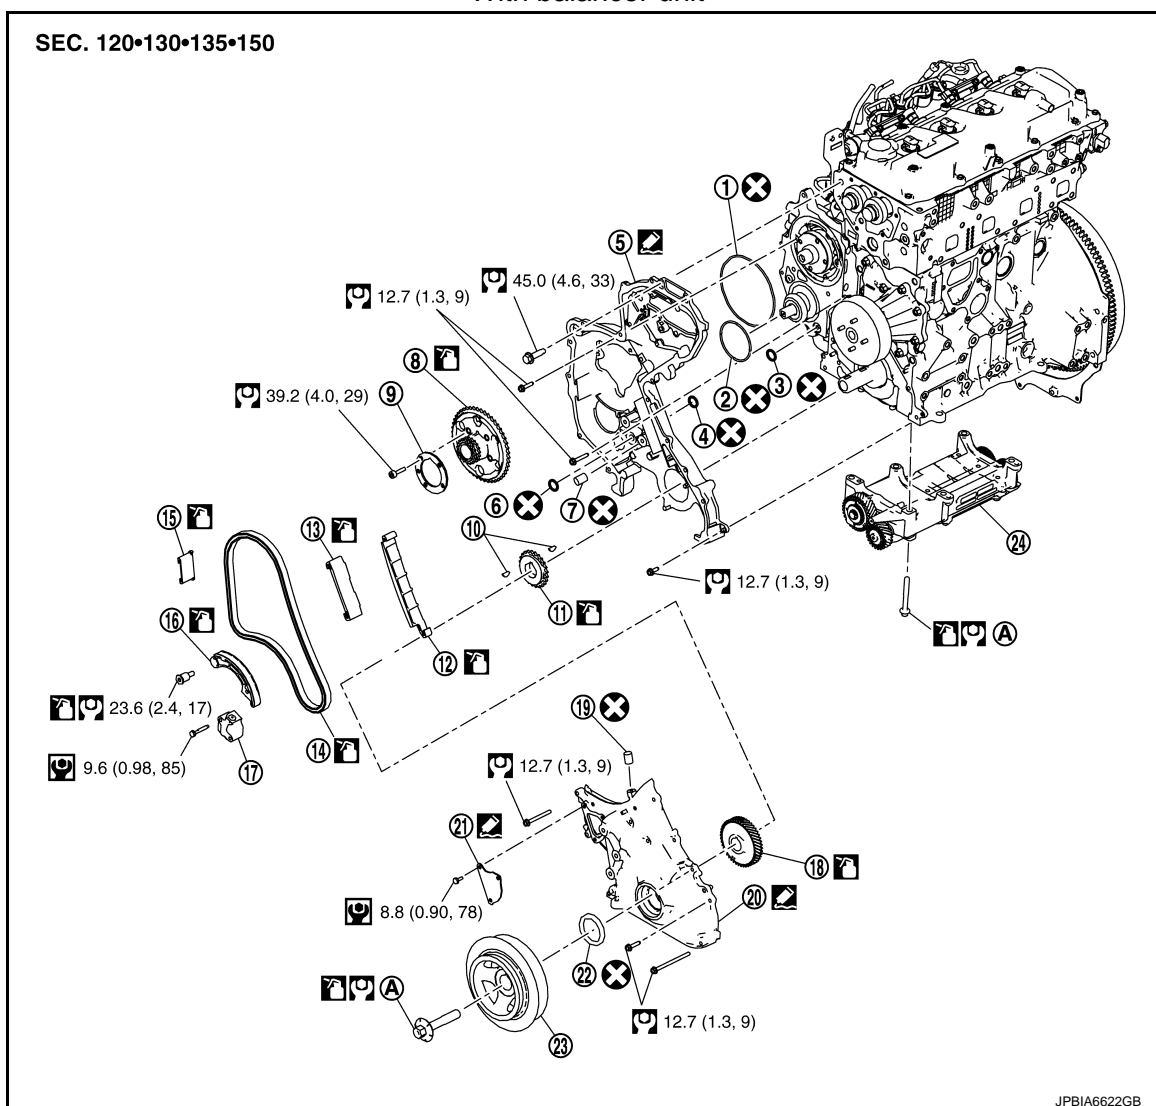 With balancer unit
SEC. 120•130•135•150
1
5
45.0 (4.6, 33)
12.7 (1.3, 9)
8
39.2 (4.0, 29)
9
2
3
4
6
7
15
13
10
11
24
12.7 (1.3, 9)
16
12
A
23.6 (2.4, 17)
9.6 (0.98, 85)
17
14
19
12.7 (1.3, 9)
21
18
8.8 (0.90, 78)
20
22
A
12.7 (1.3, 9)
23
JPBIA6622GB